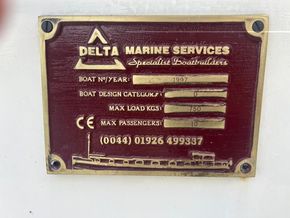 DELTA MARINE SERVICES
Specialist Boatbuilders
BOAT Nº/YEAR:
BOAT DESIGN CATEGORY:
MAX LOAD KGS: 750
CE MAX PASSENGERS:
(0044) 01926 499337